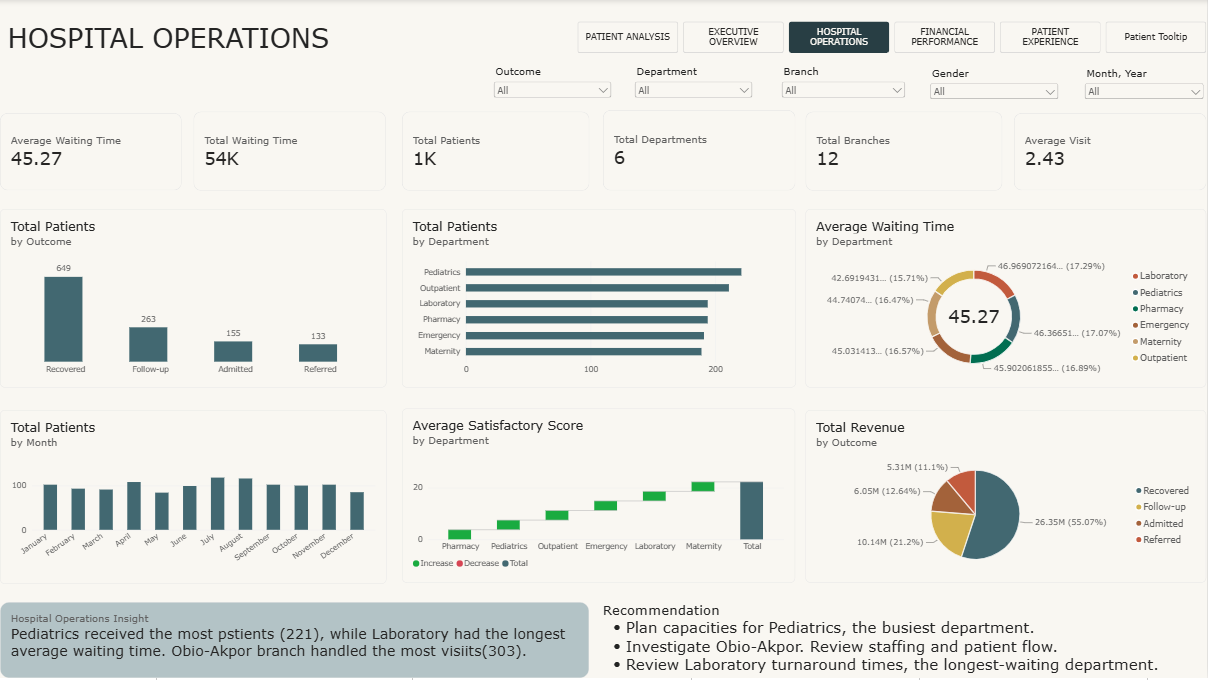 HOSPITAL OPERATIONS
PATIENT ANALYSIS
EXECUTIVE
OVERVIEW
HOSPITAL
OPERATIONS
FINANCIAL
PERFORMANCE
PATIENT
EXPERIENCE
Patient Tooltip
Outcome
All
Department
All
Branch
All
Gender
All
Month, Year
All
Average Waiting Time
45.27
Total Waiting Time
54K
Total Patients
1K
Total Departments
6
Total Branches
12
Average Visit
2.43
Total Patients
by Outcome
649
263
155
133
Recovered
Follow-up
Admitted
Referred
Total Patients
by Department
Pediatrics
Outpatient
Laboratory
Pharmacy
Emergency
Maternity
0
100
200
Average Waiting Time
by Department
46.969072164... (17.29%)
46.36651... (17.07%)
45.902061855... (16.89%)
45.031413... (16.57%)
44.74074... (16.47%)
42.6919431... (15.71%)
45.27
Laboratory
Pediatrics
Pharmacy
Emergency
Maternity
Outpatient
Total Patients
by Month
100
0
January
February
March
April
May
June
July
August
September
October
November
December
Average Satisfactory Score
by Department
20
0
Pharmacy
Pediatrics
Outpatient
Emergency
Laboratory
Maternity
Total
Increase
Decrease
Total
Total Revenue
by Outcome
5.31M (11.1%)
6.05M (12.64%)
10.14M (21.2%)
26.35M (55.07%)
Recovered
Follow-up
Admitted
Referred
Hospital Operations Insight
Pediatrics received the most pstients (221), while Laboratory had the longest
average waiting time. Obio-Akpor branch handled the most visiits(303).
Recommendation
• Plan capacities for Pediatrics, the busiest department.
• Investigate Obio-Akpor. Review staffing and patient flow.
• Review Laboratory turnaround times, the longest-waiting department.